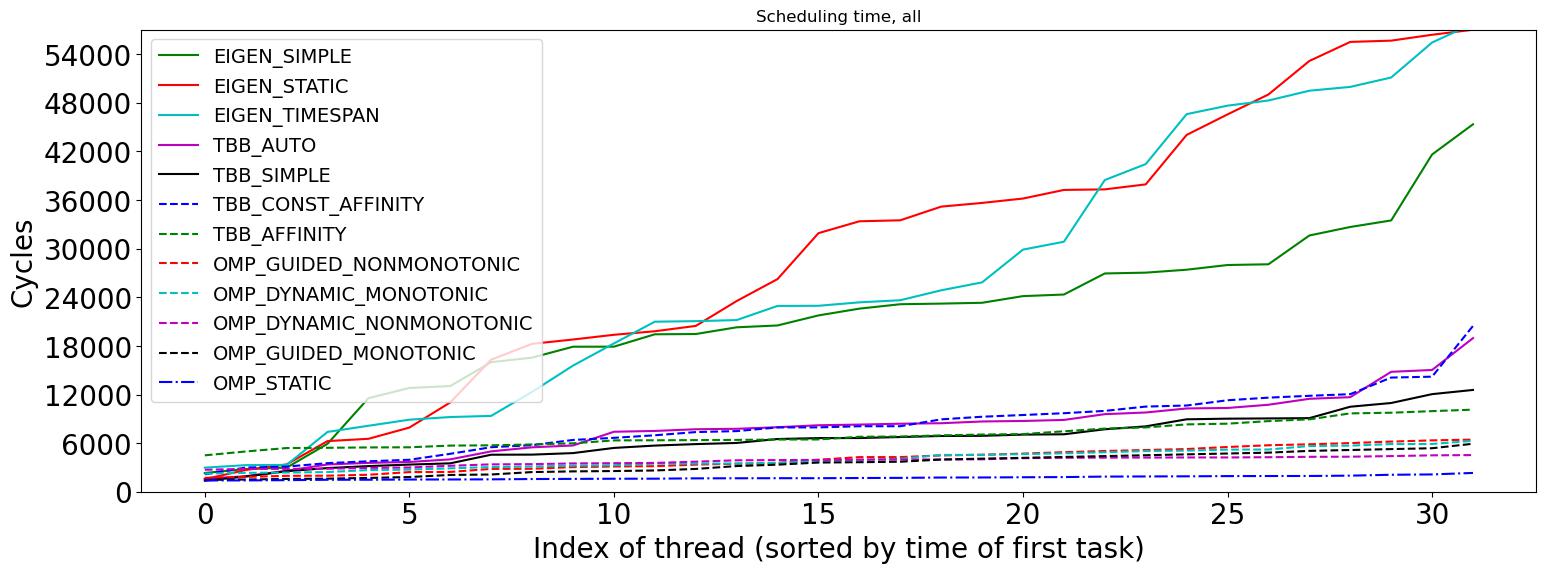 Scheduling time, all
Cycles
54000
48000
42000
36000
30000
24000
18000
12000
6000
0
EIGEN_SIMPLE
EIGEN_STATIC
EIGEN_TIMESPAN
TBB_AUTO
TBB_SIMPLE
TBB_CONST_AFFINITY
TBB_AFFINITY
OMP_GUIDED_NONMONOTONIC
OMP_DYNAMIC_MONOTONIC
OMP_DYNAMIC_NONMONOTONIC
OMP_GUIDED_MONOTONIC
OMP_STATIC
0 5 10 15 20 25 30
Index of thread (sorted by time of first task)